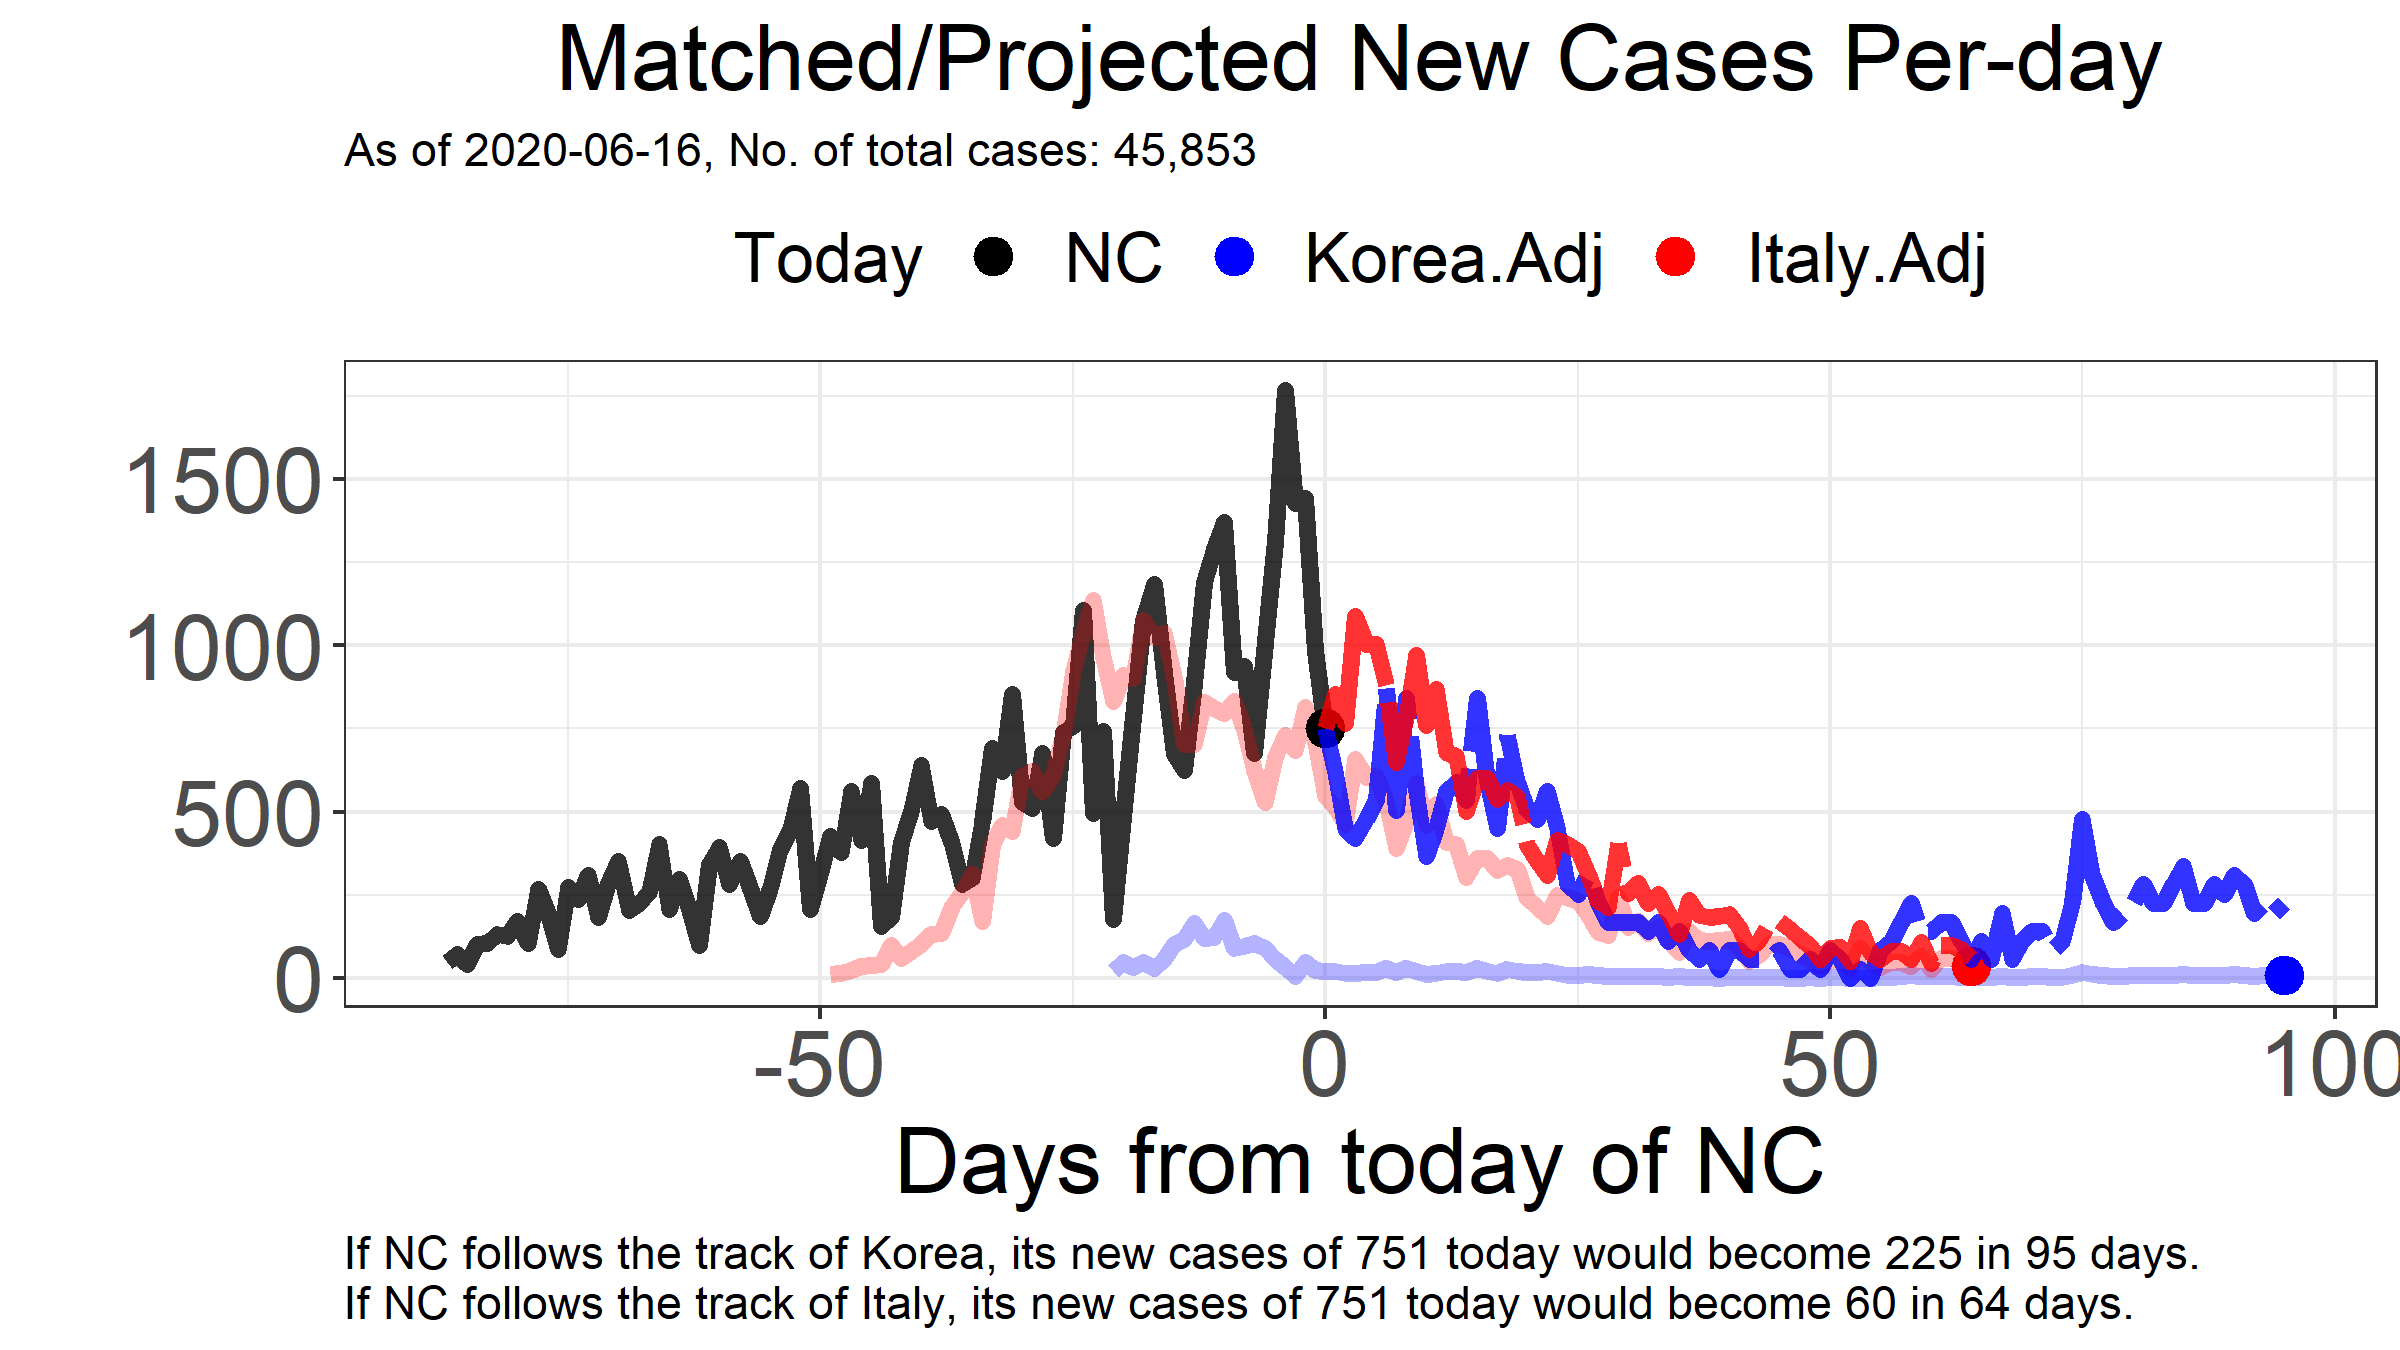 Matched/Projected New Cases Per-day
As of 2020-06-16, No. of total cases: 45,853
Today NC Korea.Adj Italy.Adj
1500
1000
500
0
-50 0 50 100
Days from today of NC
If NC follows the track of Korea, its new cases of 751 today would become 225 in 95 days.
If NC follows the track of Italy, its new cases of 751 today would become 60 in 64 days.